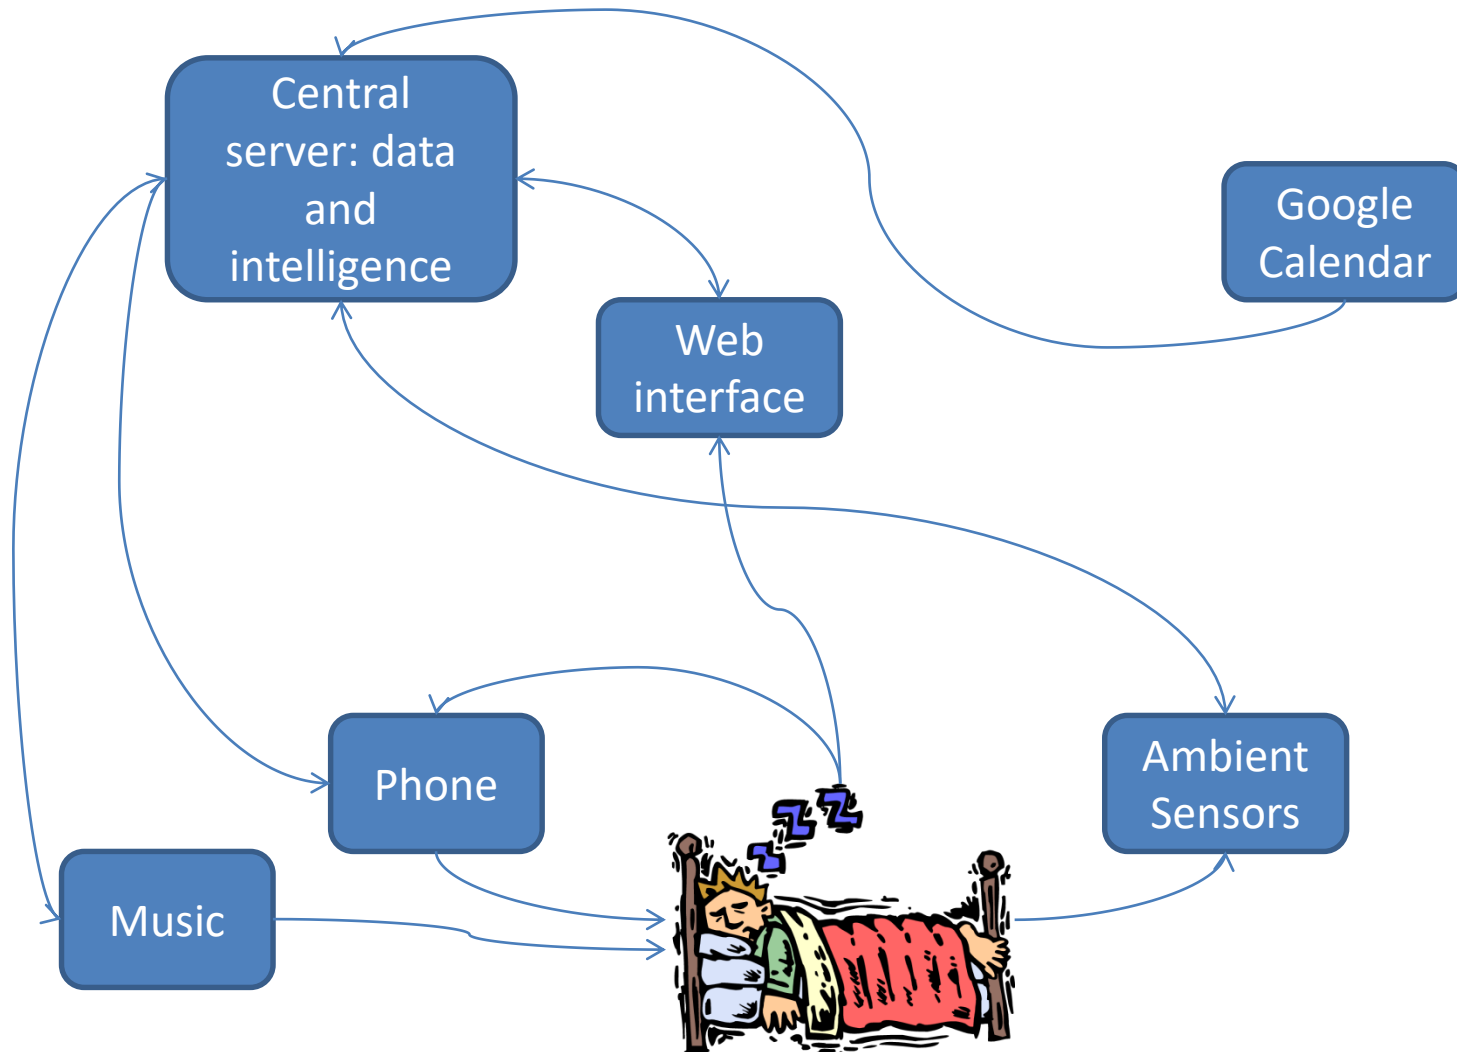 Central
server: data
and
intelligence
Google
Calendar
Web
interface
Phone
Ambient
Sensors
Music